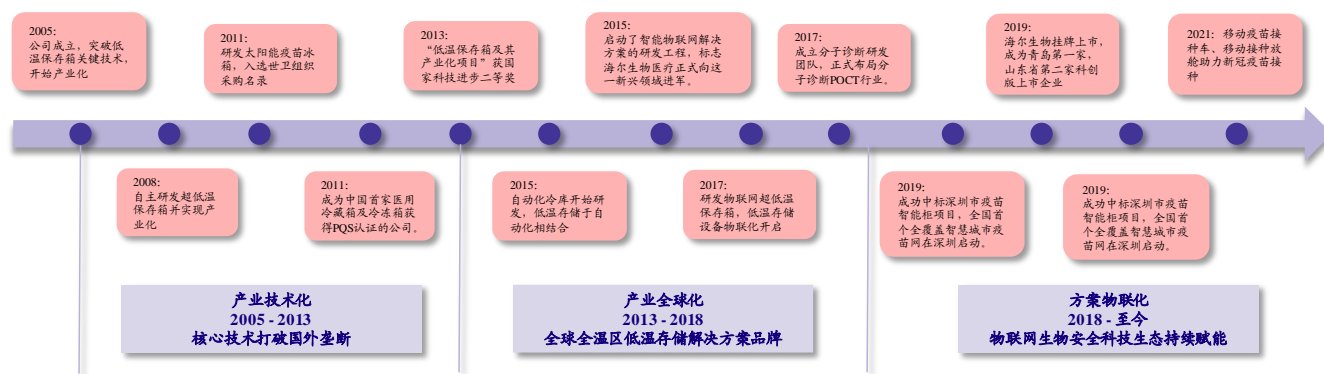 2005:
公司成立，突破低
温保存箱关键技术，
开始产业化
2011:
研发太阳能疫苗冰
箱，入选世卫组织
采购名录
2013:
“低温保存箱及其
产业化项目”获国
家科技进步二等奖
2015:
启动了智能物联网解决
方案的研发工程，标志
海尔生物医疗正式向这
一新兴领域进军。
2017:
成立分子诊断研发
团队，正式布局分
子诊断POCT行业。
2019:
海尔生物挂牌上市，
成为青岛第一家，
山东省第二家科创
版上市企业
2021: 移动疫苗接
种车、移动接种放
舱助力新冠疫苗接
种
2008:
自主研发超低温
保存箱并实现产
业化
2011:
成为中国首家医用
冷藏箱及冷冻箱获
得PQS认证的公司。
2015:
自动化冷库开始研
发，低温存储于自
动化相结合
2017:
研发物联网超低温
保存箱，低温存储
设备物联化开启
2019:
成功中标深圳市疫苗
智能柜项目，全国首
个全覆盖智慧城市疫
苗网在深圳启动。
2019:
成功中标深圳市疫苗
智能柜项目，全国首
个全覆盖智慧城市疫
苗网在深圳启动。
产业技术化
2005 - 2013
核心技术打破国外垄断
产业全球化
2013 - 2018
全球全温区低温存储解决方案品牌
方案物联化
2018 - 至今
物联网生物安全科技生态持续赋能